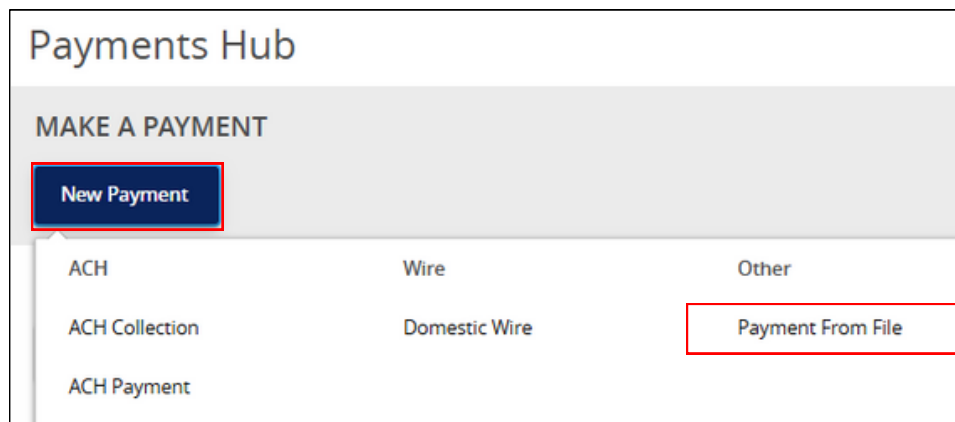 Payments Hub
MAKE A PAYMENT
New Payment
ACH Wire Other
ACH Collection Domestic Wire Payment From File
ACH Payment